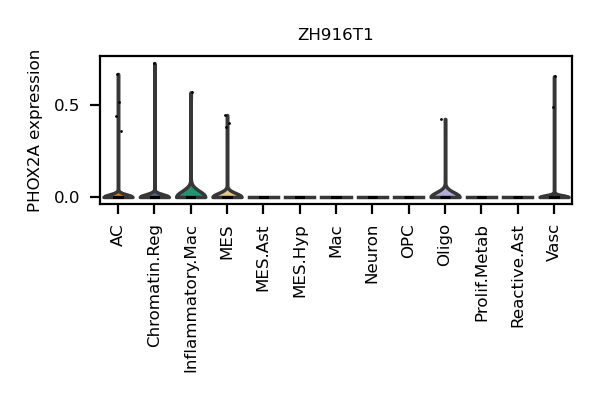 ZH916T1
PHOX2A expression
0.5
0.0
AC
Chromatin.Reg
Inflammatory.Mac
MES
MES.Ast
MES.Hyp
Mac
Neuron
OPC
Oligo
Prolif.Metab
Reactive.Ast
Vasc